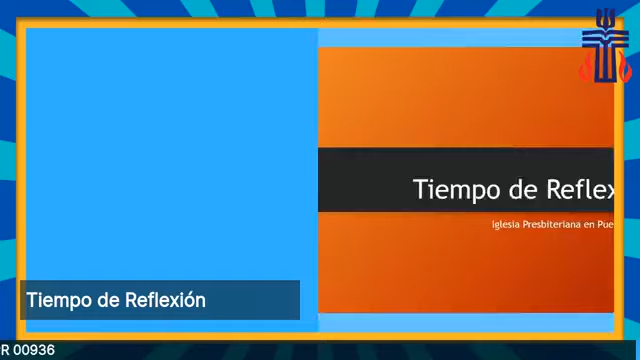 Tiempo de Reflex
Iglesia Presbiteriana en Pue
Tiempo de Reflexión
R 00936